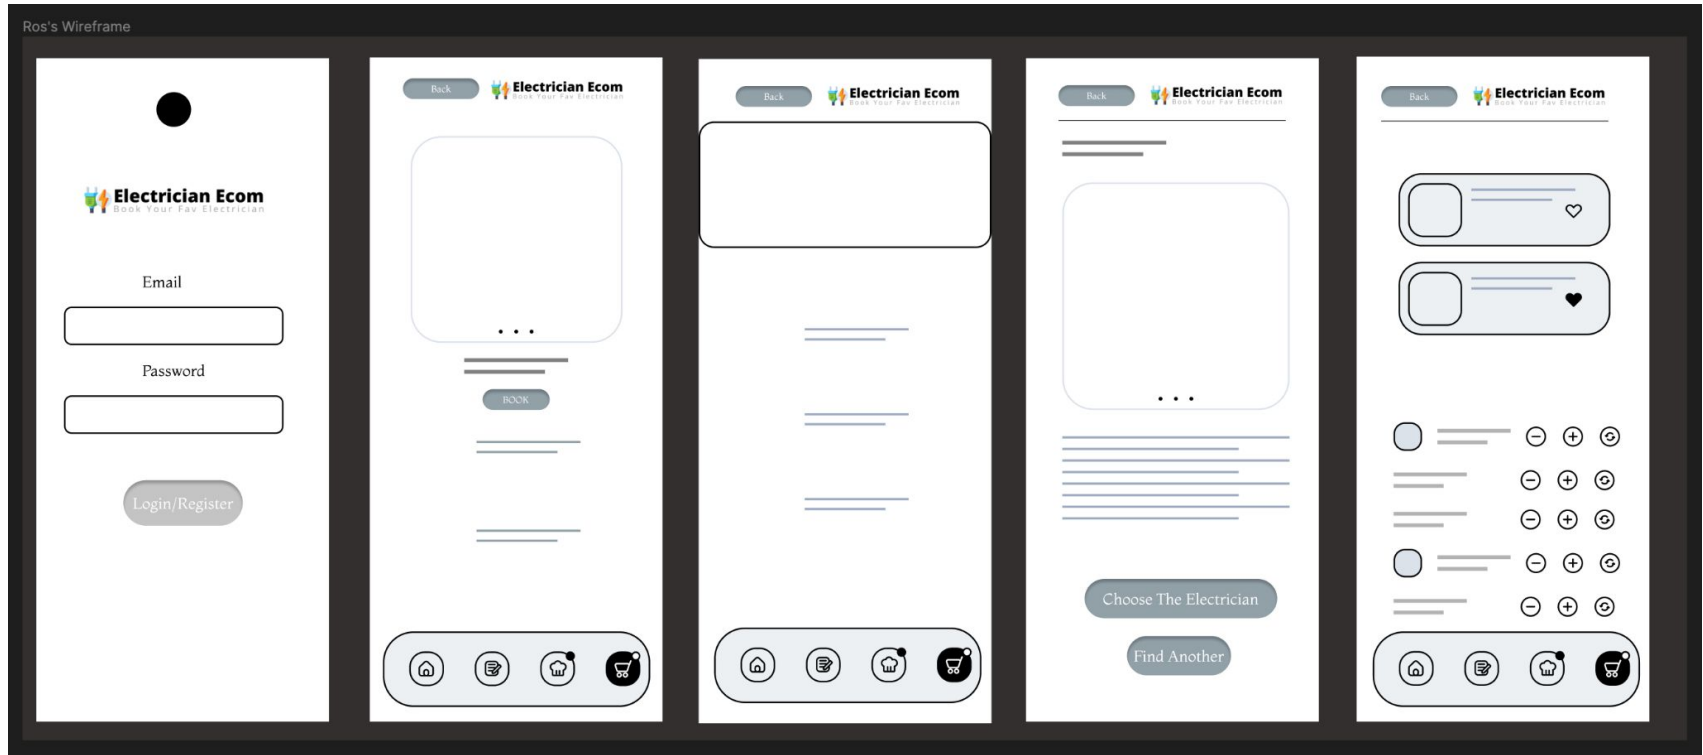 Ros's Wireframe
Electrician Ecom
Book Your Fav Electrician
Email
Password
Login/Register
Back
Electrician Ecom
Book Your Fav Electrician
BOOK
Back
Electrician Ecom
Book Your Fav Electrician
Back
Electrician Ecom
Book Your Fav Electrician
Choose The Electrician
Find Another
Back
Electrician Ecom
Book Your Fav Electrician